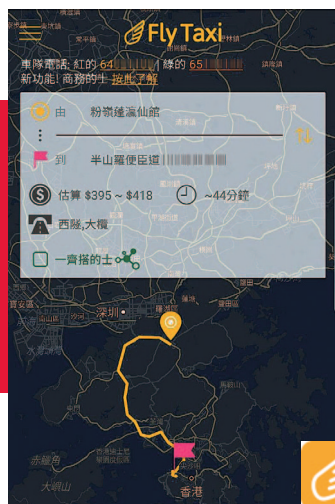 Fly Taxi
車隊電話: 紅的 64 綠的 65
新功能! 商務的士 按此了解
由 粉嶺蓬瀛仙館
到 半山羅便臣道
估算 $395 ~ $418 ~44分鐘
西隧,大欖
一齊搭的士
深圳
赤鱲角
大嶼山
香港